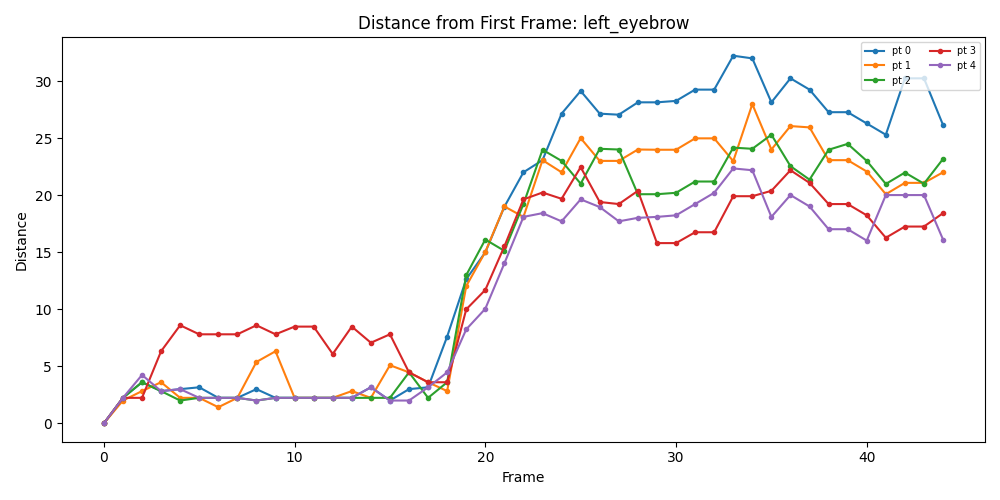 Distance from First Frame: left_eyebrow
pt 0
pt 1
pt 2
pt 3
pt 4
Distance
30
25
20
15
10
5
0
0 10 20 30 40
Frame